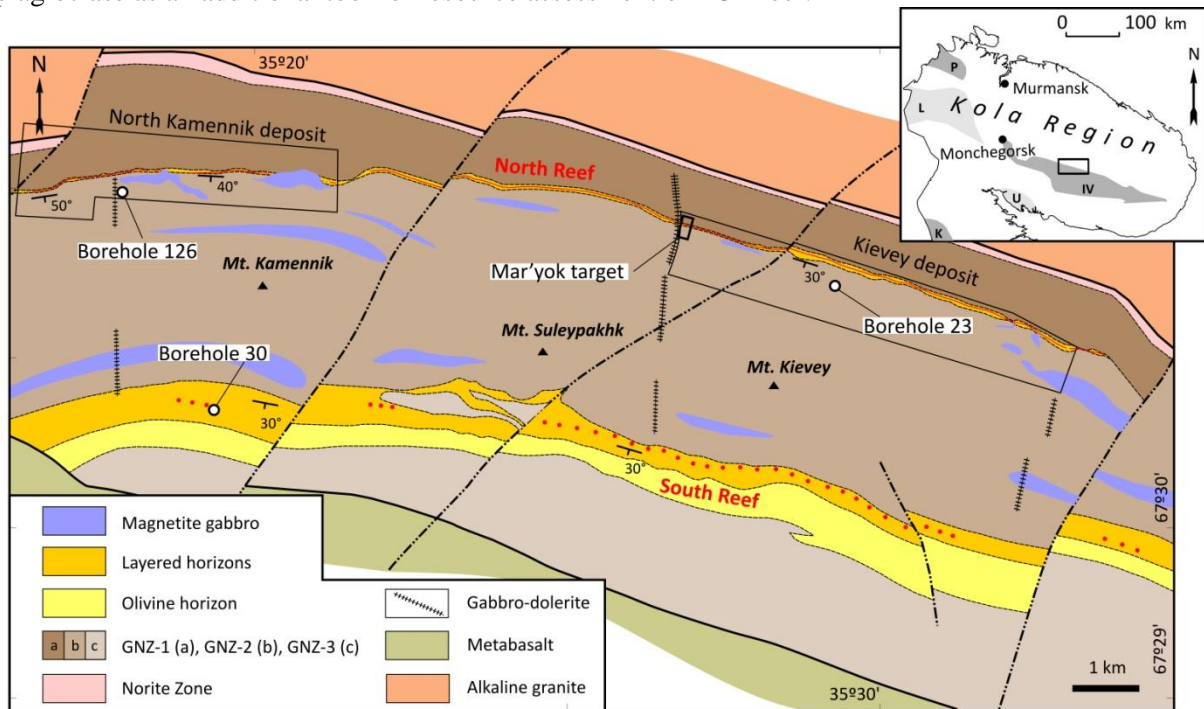 100 km
0
N
P
Murmansk
L
Kola Region
Monchegorsk
IV
U
K
N
35º20'
North Kamennik deposit
North Reef
40°
50°
Borehole 126
Mt. Kamennik
Mar'yok target
Kievey deposit
30°
Borehole 23
Mt. Suleypakhk
Borehole 30
Mt. Kievey
30°
30°
South Reef
67º30'
67º29'
35º30'
1 km
Magnetite gabbro
Layered horizons
Olivine horizon
a b c GNZ-1 (a), GNZ-2 (b), GNZ-3 (c)
Norite Zone
Gabbro-dolerite
Metabasalt
Alkaline granite